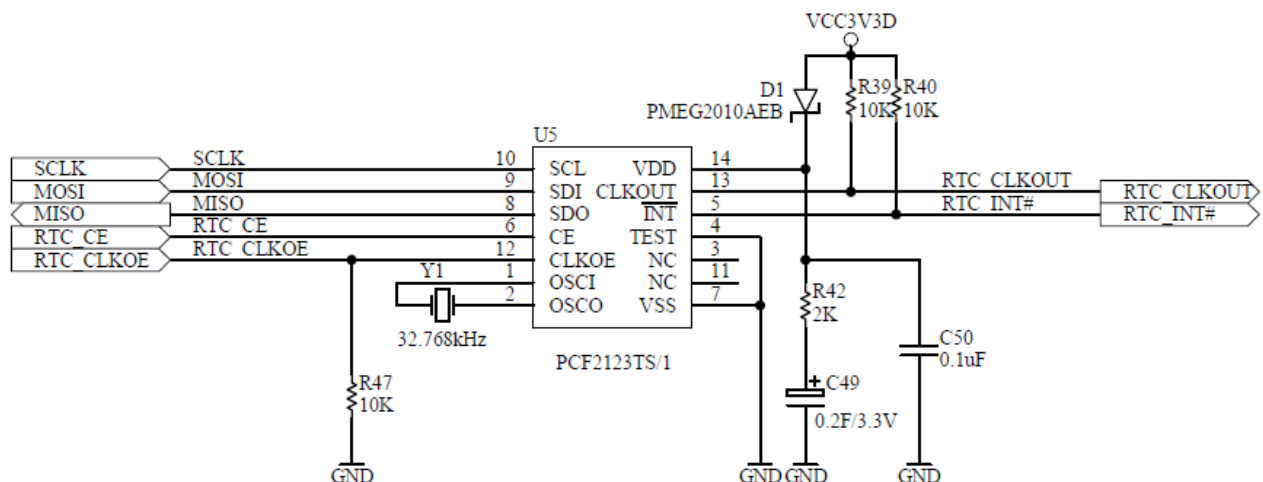 VCC3V3D
D1
PMEG2010AEB
R39
10K
R40
10K
U5
SCLK
SCLK
10
SCL
VDD
14
MOSI
MOSI
9
SDI
CLKOUT
13
RTC_CLKOUT
RTC_CLKOUT
MISO
MISO
8
SDO
INT
5
RTC_INT#
RTC_INT#
RTC_CE
RTC_CE
6
CE
TEST
4
RTC_CLKOE
RTC_CLKOE
12
CLKOE
NC
3
Y1
1
OSCI
NC
11
2
OSCO
VSS
7
32.768kHz
PCF2123TS/1
R42
2K
C50
0.1uF
R47
10K
C49
0.2F/3.3V
GND
GND
GND
GND